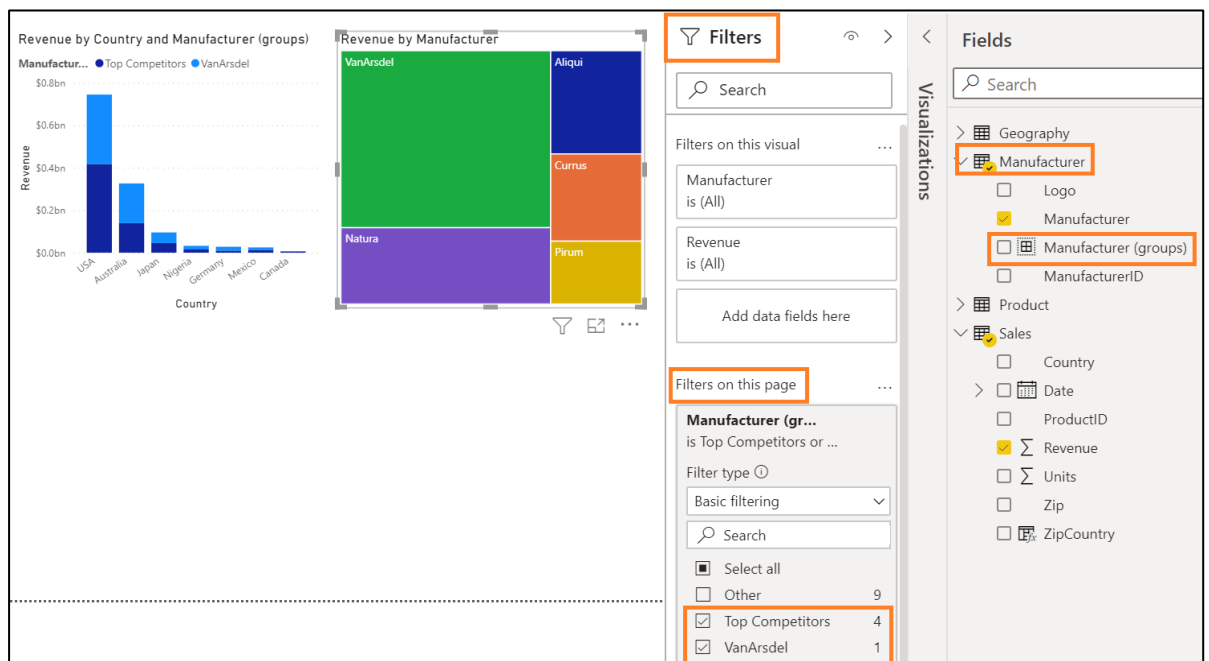 Revenue by Country and Manufacturer (groups)
Manufactur... Top Competitors VanArsdel
$0.8bn
$0.6bn
$0.4bn
$0.2bn
$0.0bn
Revenue
USA
Australia
Japan
Nigeria
Germany
Mexico
Canada
Country
Revenue by Manufacturer
VanArsdel
Aliqui
Currus
Natura
Pirum
Filters
Search
Filters on this visual
...
Manufacturer
is (All)
Revenue
is (All)
Add data fields here
Filters on this page
...
Manufacturer (gr...
is Top Competitors or ...
Filter type
Basic filtering
Search
Select all
Other 9
Top Competitors 4
VanArsdel 1
Visualizations
Fields
Search
Geography
Manufacturer
Logo
Manufacturer
Manufacturer (groups)
ManufacturerID
Product
Sales
Country
Date
ProductID
Revenue
Units
Zip
ZipCountry